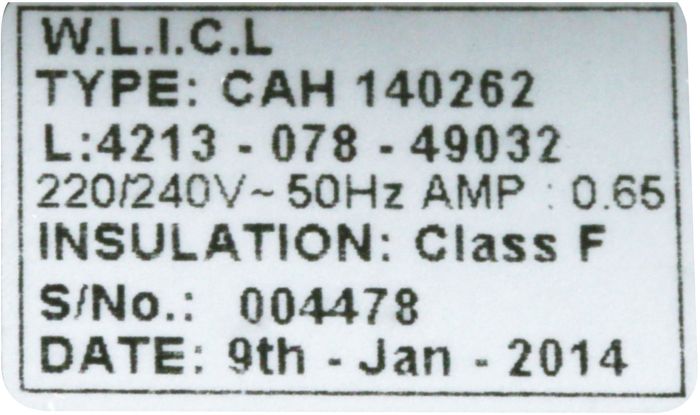 W.L.I.C.L
TYPE: CAH 140262
L:4213 - 078 - 49032
220/240V~ 50Hz AMP : 0.65
INSULATION: Class F
S/No.: 004478
DATE: 9th - Jan - 2014